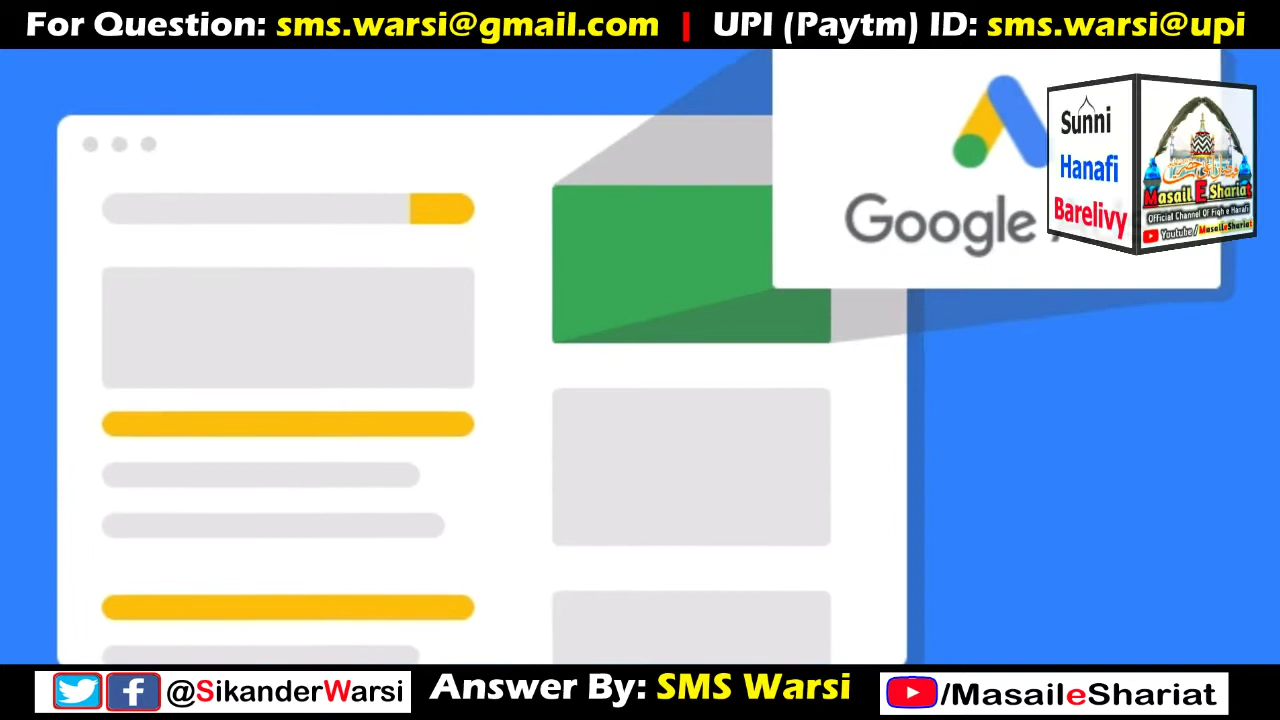 For Question: sms.warsi@gmail.com | UPI (Paytm) ID: sms.warsi@upi
Google
Sunni
Hanafi
Barelivy
Masail E Shariat
Official Channel Of Fiqh e Hanafi
Youtube/MasaileShariat
@SikanderWarsi
Answer By: SMS Warsi
/MasaileShariat